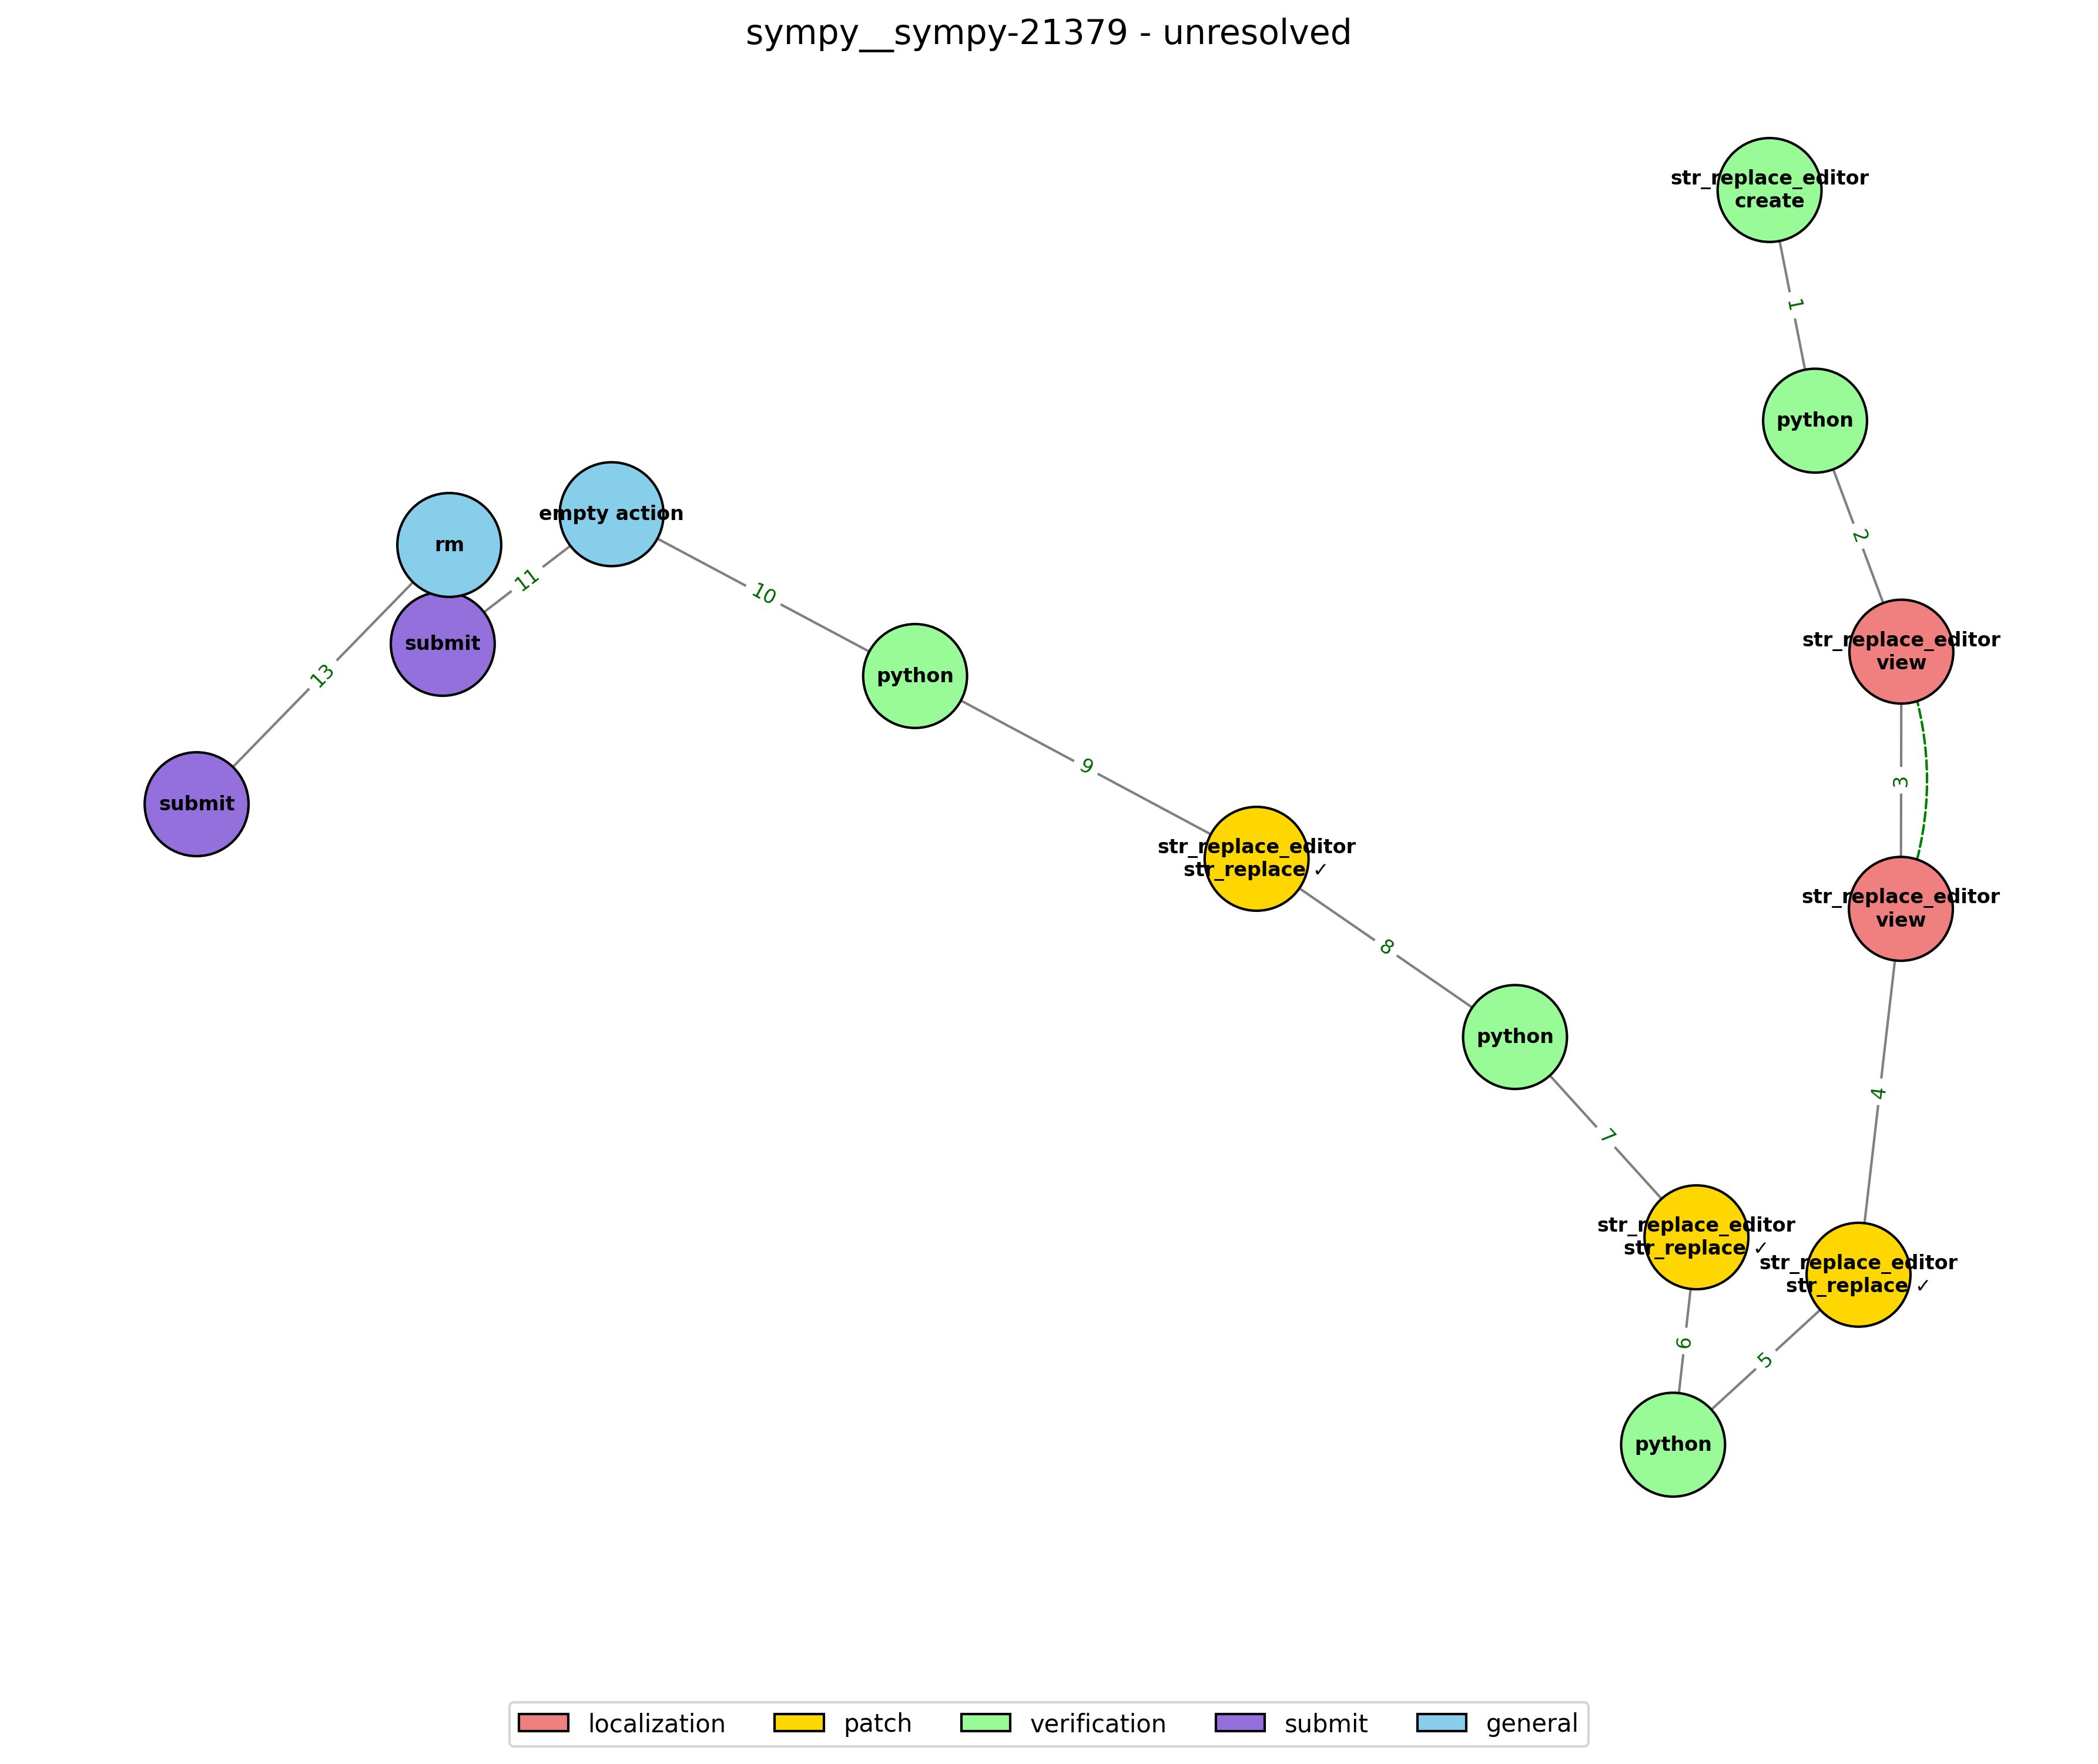 sympy__sympy-21379 - unresolved
str_replace_editor
create
1
python
2
str_replace_editor
view
3
str_replace_editor
view
4
str_replace_editor
str_replace ✓
5
python
6
str_replace_editor
str_replace ✓
7
python
8
str_replace_editor
str_replace ✓
9
python
10
empty action
11
submit
rm
13
submit
localization
patch
verification
submit
general